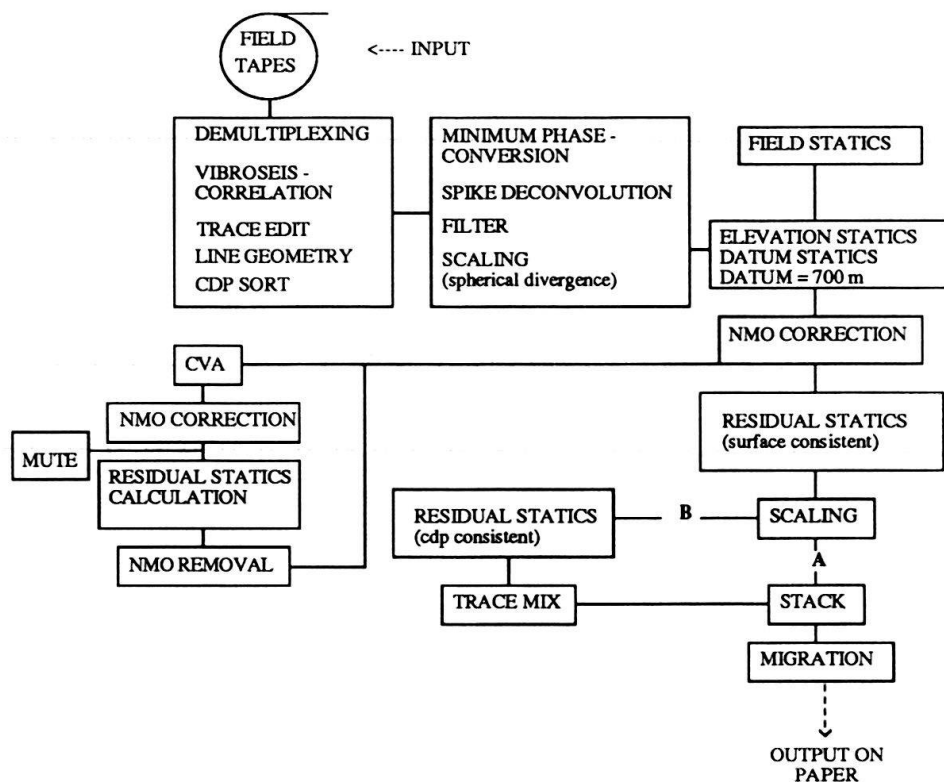 FIELD
TAPES
<---- INPUT
DEMULTIPLEXING
VIBROSEIS -
CORRELATION
TRACE EDIT
LINE GEOMETRY
CDP SORT
MINIMUM PHASE -
CONVERSION
SPIKE DECONVOLUTION
FILTER
SCALING
(spherical divergence)
FIELD STATICS
ELEVATION STATICS
DATUM STATICS
DATUM = 700 m
NMO CORRECTION
CVA
NMO CORRECTION
MUTE
RESIDUAL STATICS
CALCULATION
NMO REMOVAL
RESIDUAL STATICS
(surface consistent)
SCALING
B
RESIDUAL STATICS
(cdp consistent)
A
TRACE MIX
STACK
MIGRATION
OUTPUT ON
PAPER